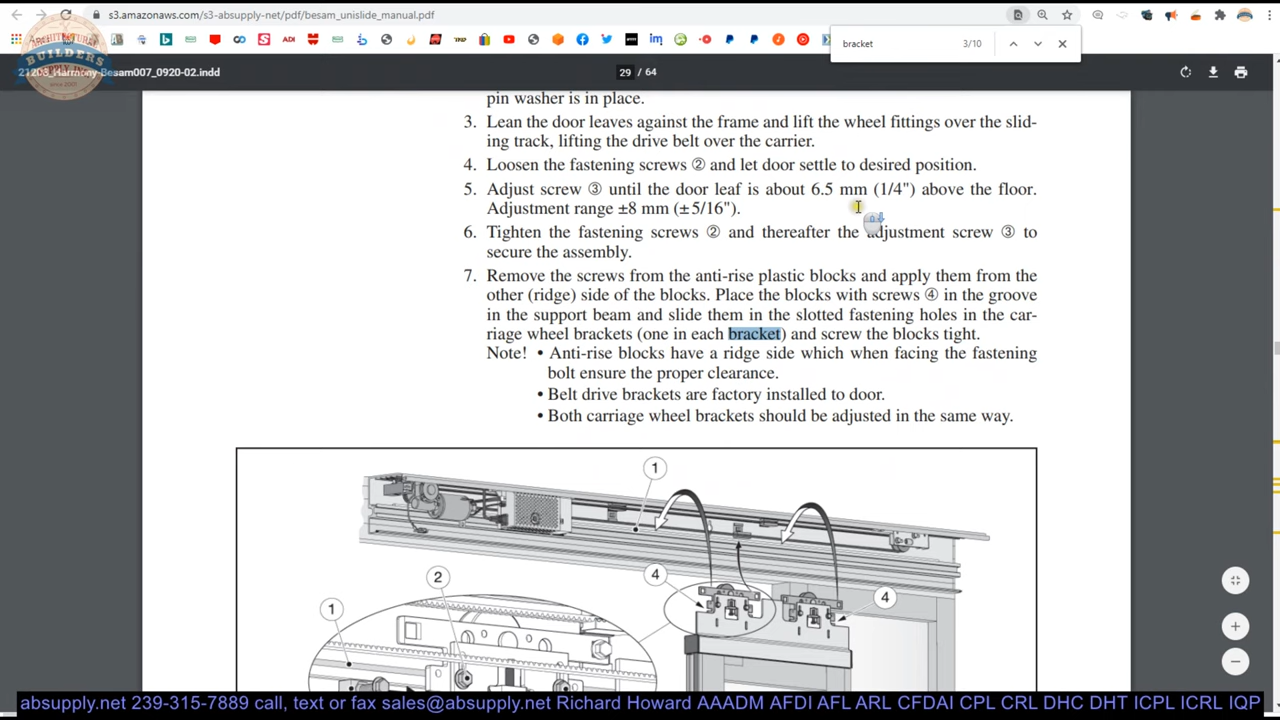 s3.amazonaws.com/s3-absupply-net/pdf/besam_unislide_manual.pdf
bracket 3/10
ARCHITECTURAL
BUILDERS
SUPPLY INC
since 2005
21203_Harmony-Besam007_0920-02.indd
29 / 64
pin washer is in place.
3. Lean the door leaves against the frame and lift the wheel fittings over the slid-
ing track, lifting the drive belt over the carrier.
4. Loosen the fastening screws ② and let door settle to desired position.
5. Adjust screw ③ until the door leaf is about 6.5 mm (1/4") above the floor.
Adjustment range ±8 mm (±5/16").
6. Tighten the fastening screws ② and thereafter the adjustment screw ③ to
secure the assembly.
7. Remove the screws from the anti-rise plastic blocks and apply them from the
other (ridge) side of the blocks. Place the blocks with screws ④ in the groove
in the support beam and slide them in the slotted fastening holes in the car-
riage wheel brackets (one in each bracket) and screw the blocks tight.
Note! • Anti-rise blocks have a ridge side which when facing the fastening
bolt ensure the proper clearance.
• Belt drive brackets are factory installed to door.
• Both carriage wheel brackets should be adjusted in the same way.
1
4
2
4
1
absupply.net 239-315-7889 call, text or fax sales@absupply.net Richard Howard AAADM AFDI AFL ARL CFDAI CPL CRL DHC DHT ICPL ICRL IQP